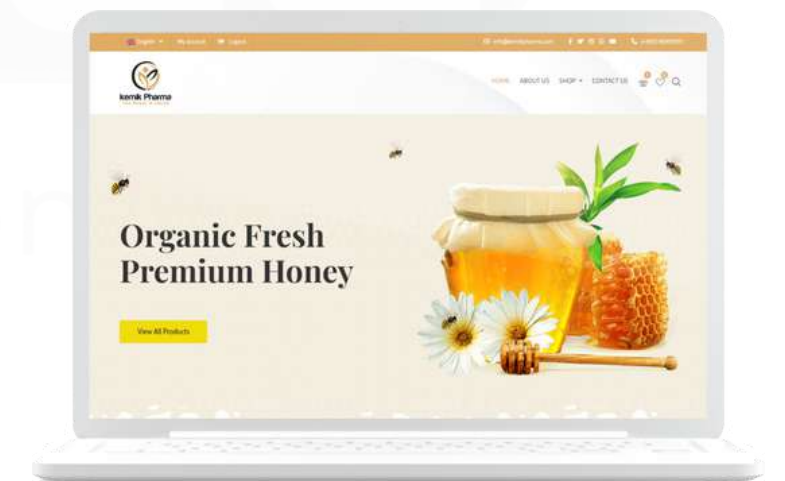 English
My Account
Logout
HOME
ABOUT US
SHOP
CONTACT US
kemik Pharma
Organic Fresh
Premium Honey
View All Products